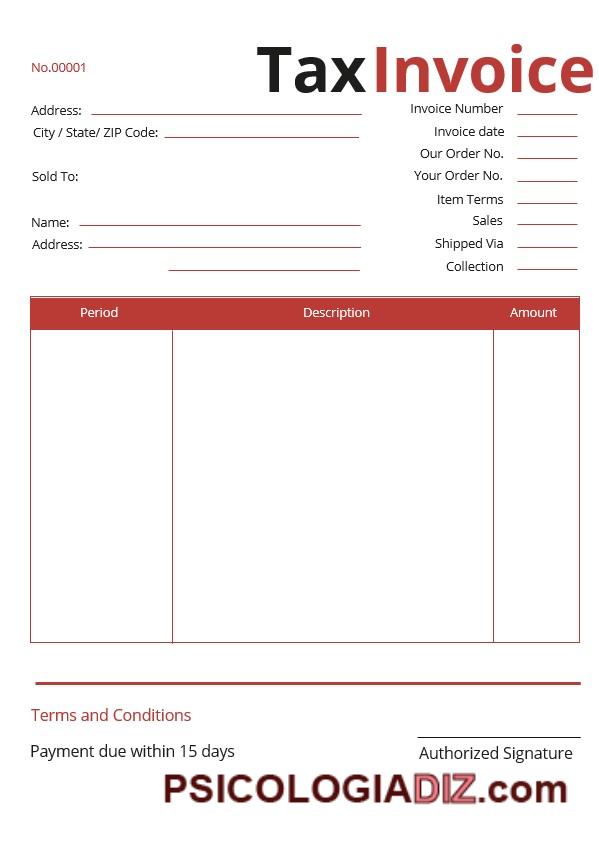 No.00001
Tax Invoice
Address:
City / State/ ZIP Code:
Sold To:
Name:
Address:
Invoice Number
Invoice date
Our Order No.
Your Order No.
Item Terms
Sales
Shipped Via
Collection
Period Description Amount
Terms and Conditions
Payment due within 15 days
Authorized Signature
PSICOLOGIADIZ.com